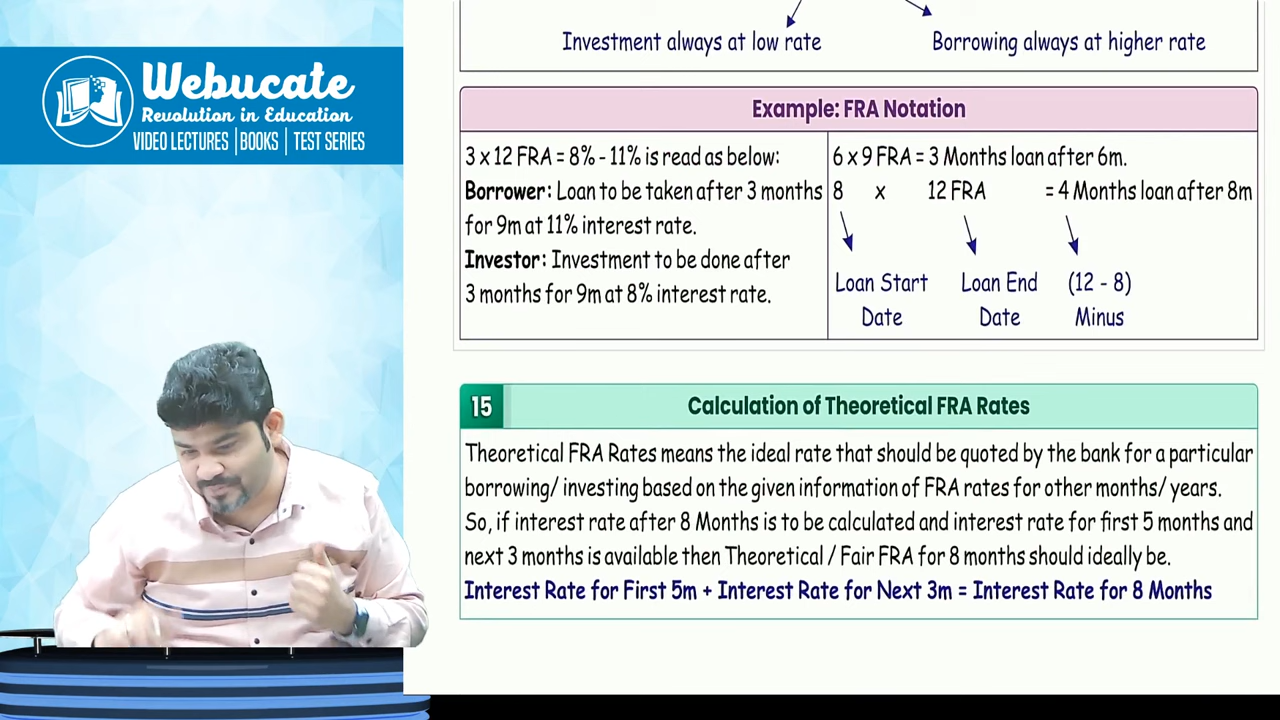 Webucate
Revolution in Education
VIDEO LECTURES | BOOKS | TEST SERIES
Investment always at low rate
Borrowing always at higher rate
Example: FRA Notation
3 x 12 FRA = 8% - 11% is read as below:
Borrower: Loan to be taken after 3 months
for 9m at 11% interest rate.
Investor: Investment to be done after
3 months for 9m at 8% interest rate.
6 x 9 FRA = 3 Months loan after 6m.
8 x 12 FRA = 4 Months loan after 8m
Loan Start Loan End (12 - 8)
Date Date Minus
15 Calculation of Theoretical FRA Rates
Theoretical FRA Rates means the ideal rate that should be quoted by the bank for a particular
borrowing/ investing based on the given information of FRA rates for other months/ years.
So, if interest rate after 8 Months is to be calculated and interest rate for first 5 months and
next 3 months is available then Theoretical / Fair FRA for 8 months should ideally be.
Interest Rate for First 5m + Interest Rate for Next 3m = Interest Rate for 8 Months